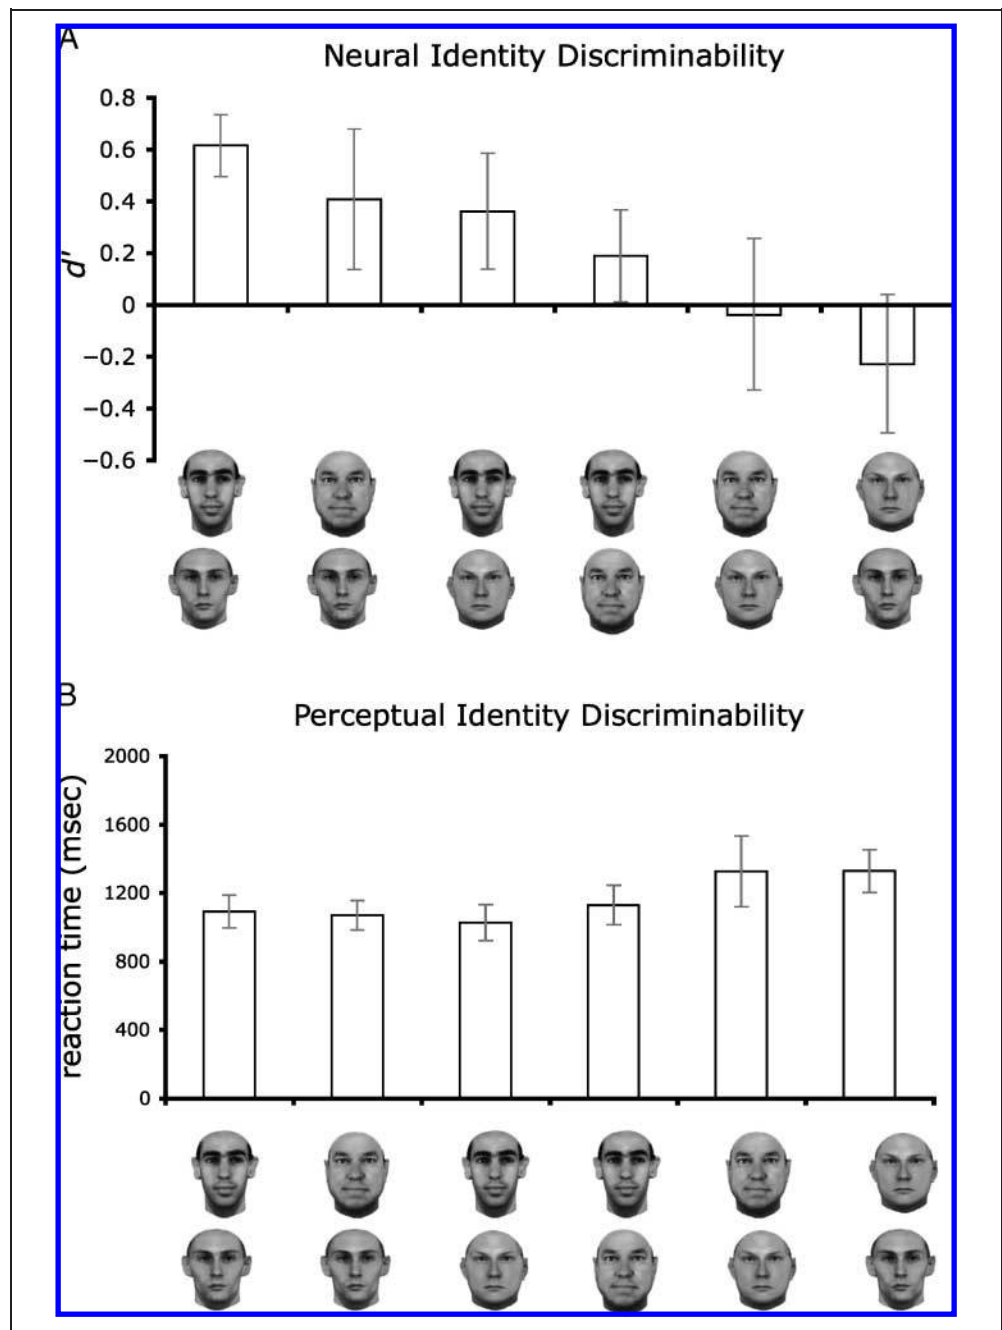 A
Neural Identity Discriminability
0.8
0.6
0.4
0.2
0
−0.2
−0.4
−0.6
d'
B
Perceptual Identity Discriminability
2000
1600
1200
800
400
0
reaction time (msec)